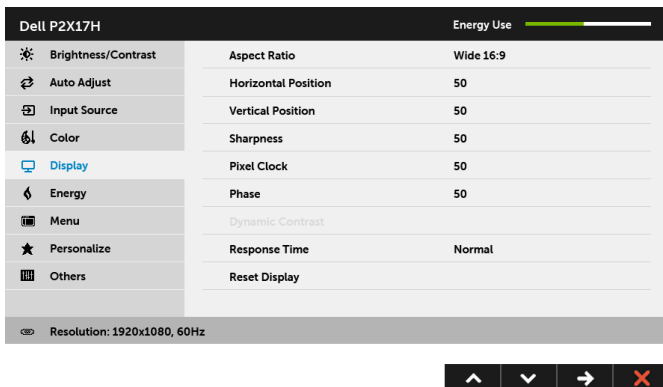 Dell P2X17H Energy Use
Brightness/Contrast Aspect Ratio Wide 16:9
Auto Adjust Horizontal Position 50
Input Source Vertical Position 50
Color Sharpness 50
Display Pixel Clock 50
Energy Phase 50
Menu Dynamic Contrast
Personalize Response Time Normal
Others Reset Display
Resolution: 1920x1080, 60Hz